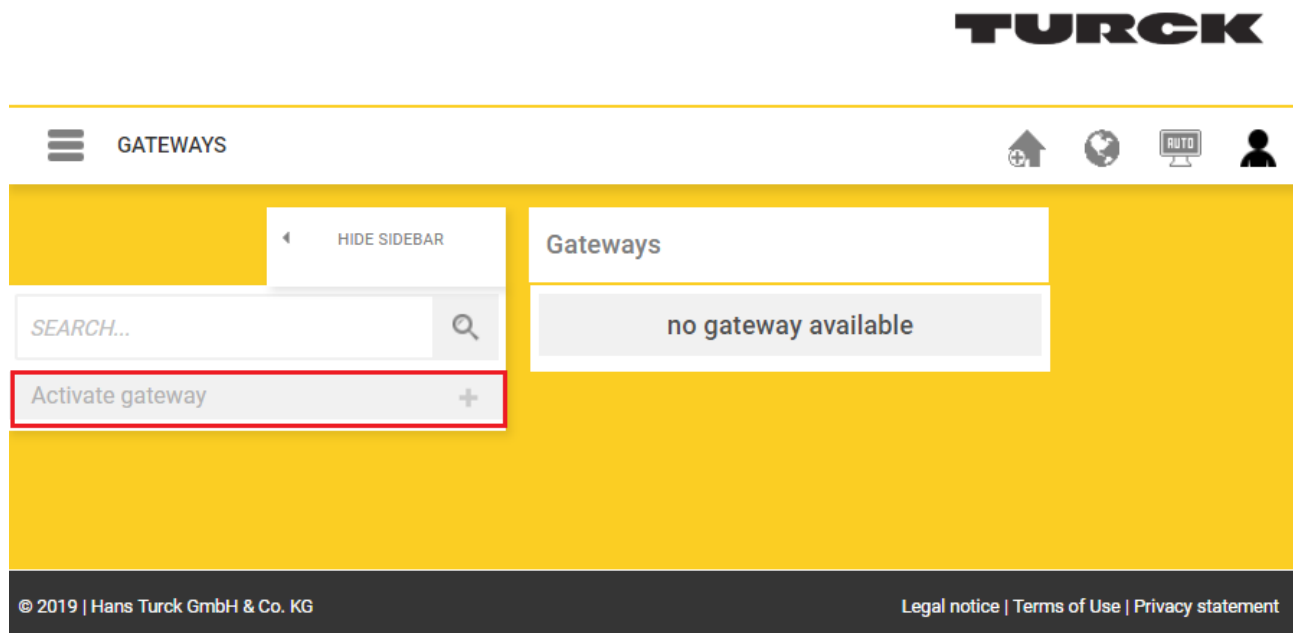 TURCK
GATEWAYS
AUTO
HIDE SIDEBAR
SEARCH...
Activate gateway +
Gateways
no gateway available
© 2019 | Hans Turck GmbH & Co. KG
Legal notice | Terms of Use | Privacy statement